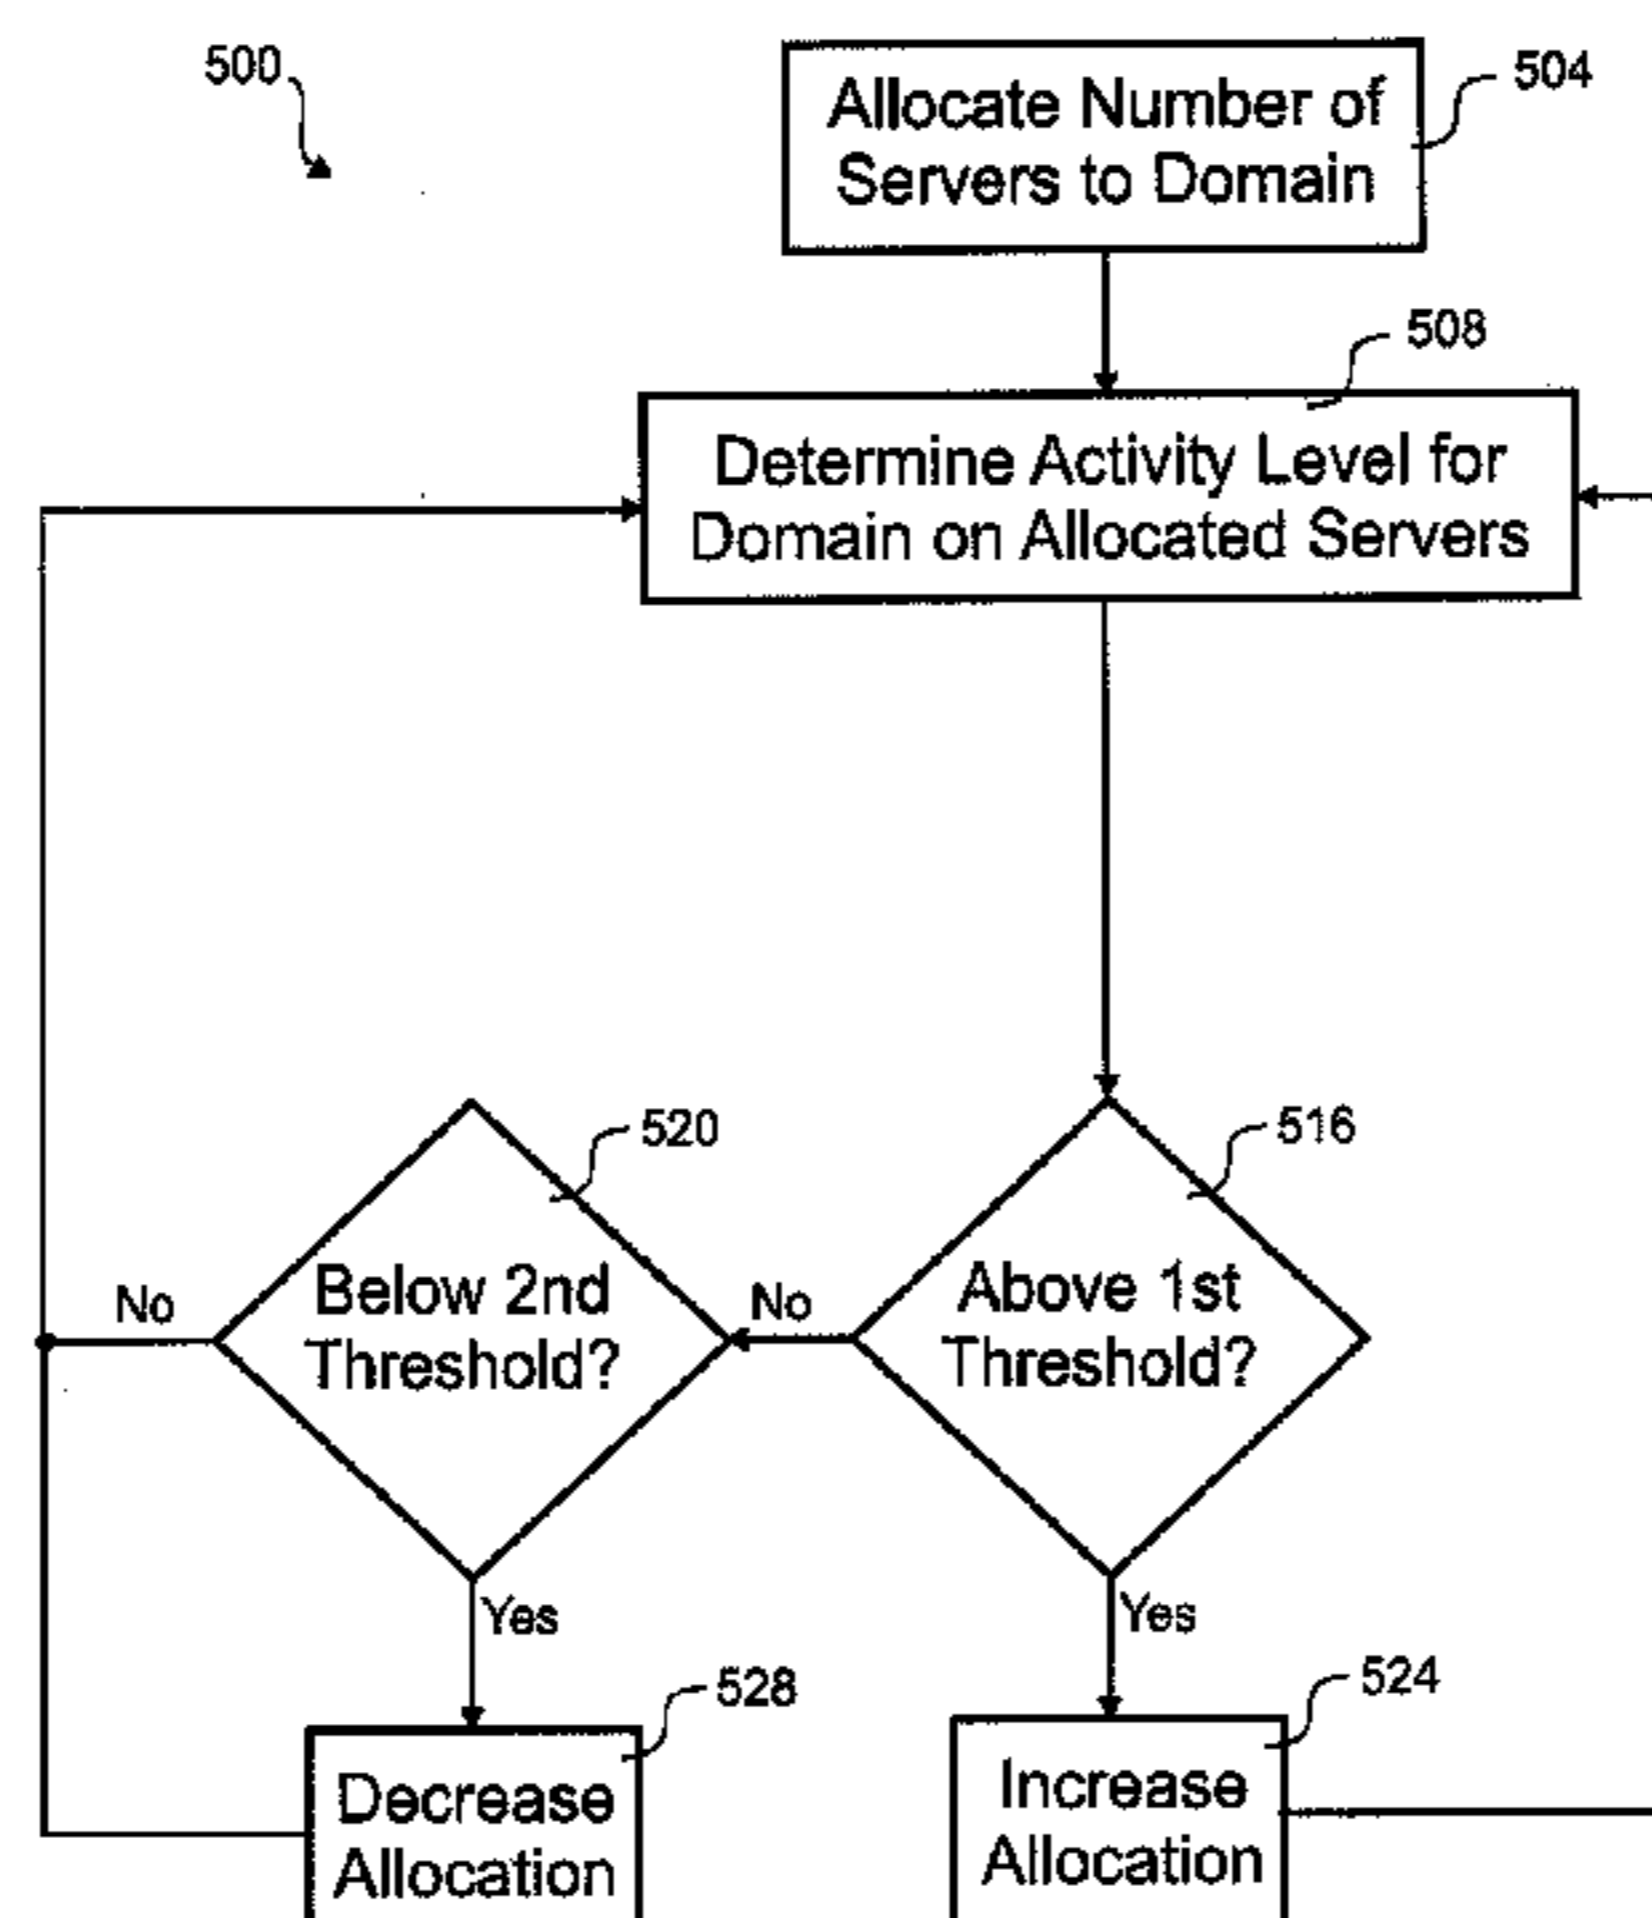 500
Allocate Number of
Servers to Domain
504
508
Determine Activity Level for
Domain on Allocated Servers
520
516
Below 2nd
Threshold?
Above 1st
Threshold?
No
No
Yes
Yes
528
524
Decrease
Allocation
Increase
Allocation